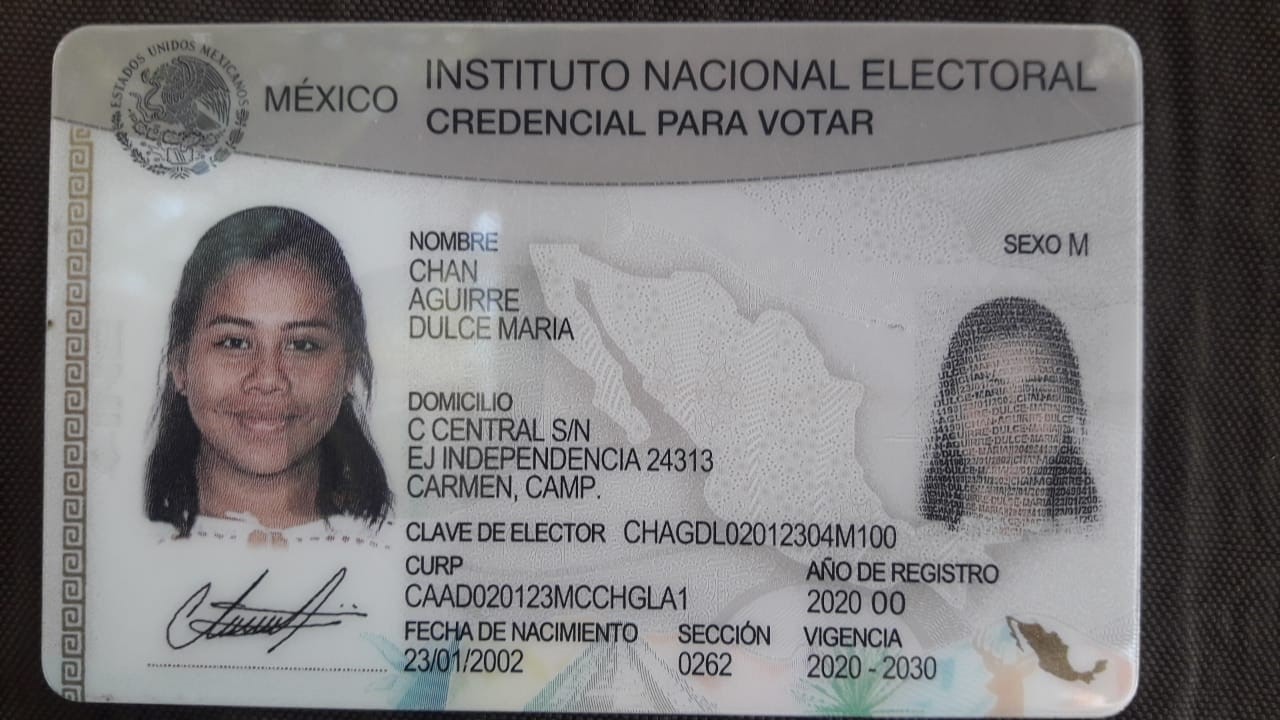 ESTADOS UNIDOS MEXICANOS
MÉXICO
INSTITUTO NACIONAL ELECTORAL
CREDENCIAL PARA VOTAR
NOMBRE
CHAN
AGUIRRE
DULCE MARIA
SEXO M
DOMICILIO
C CENTRAL S/N
EJ INDEPENDENCIA 24313
CARMEN, CAMP.
CLAVE DE ELECTOR CHAGDL02012304M100
CURP
CAAD020123MCCHGLA1
AÑO DE REGISTRO
2020 00
FECHA DE NACIMIENTO
23/01/2002
SECCIÓN
0262
VIGENCIA
2020 - 2030